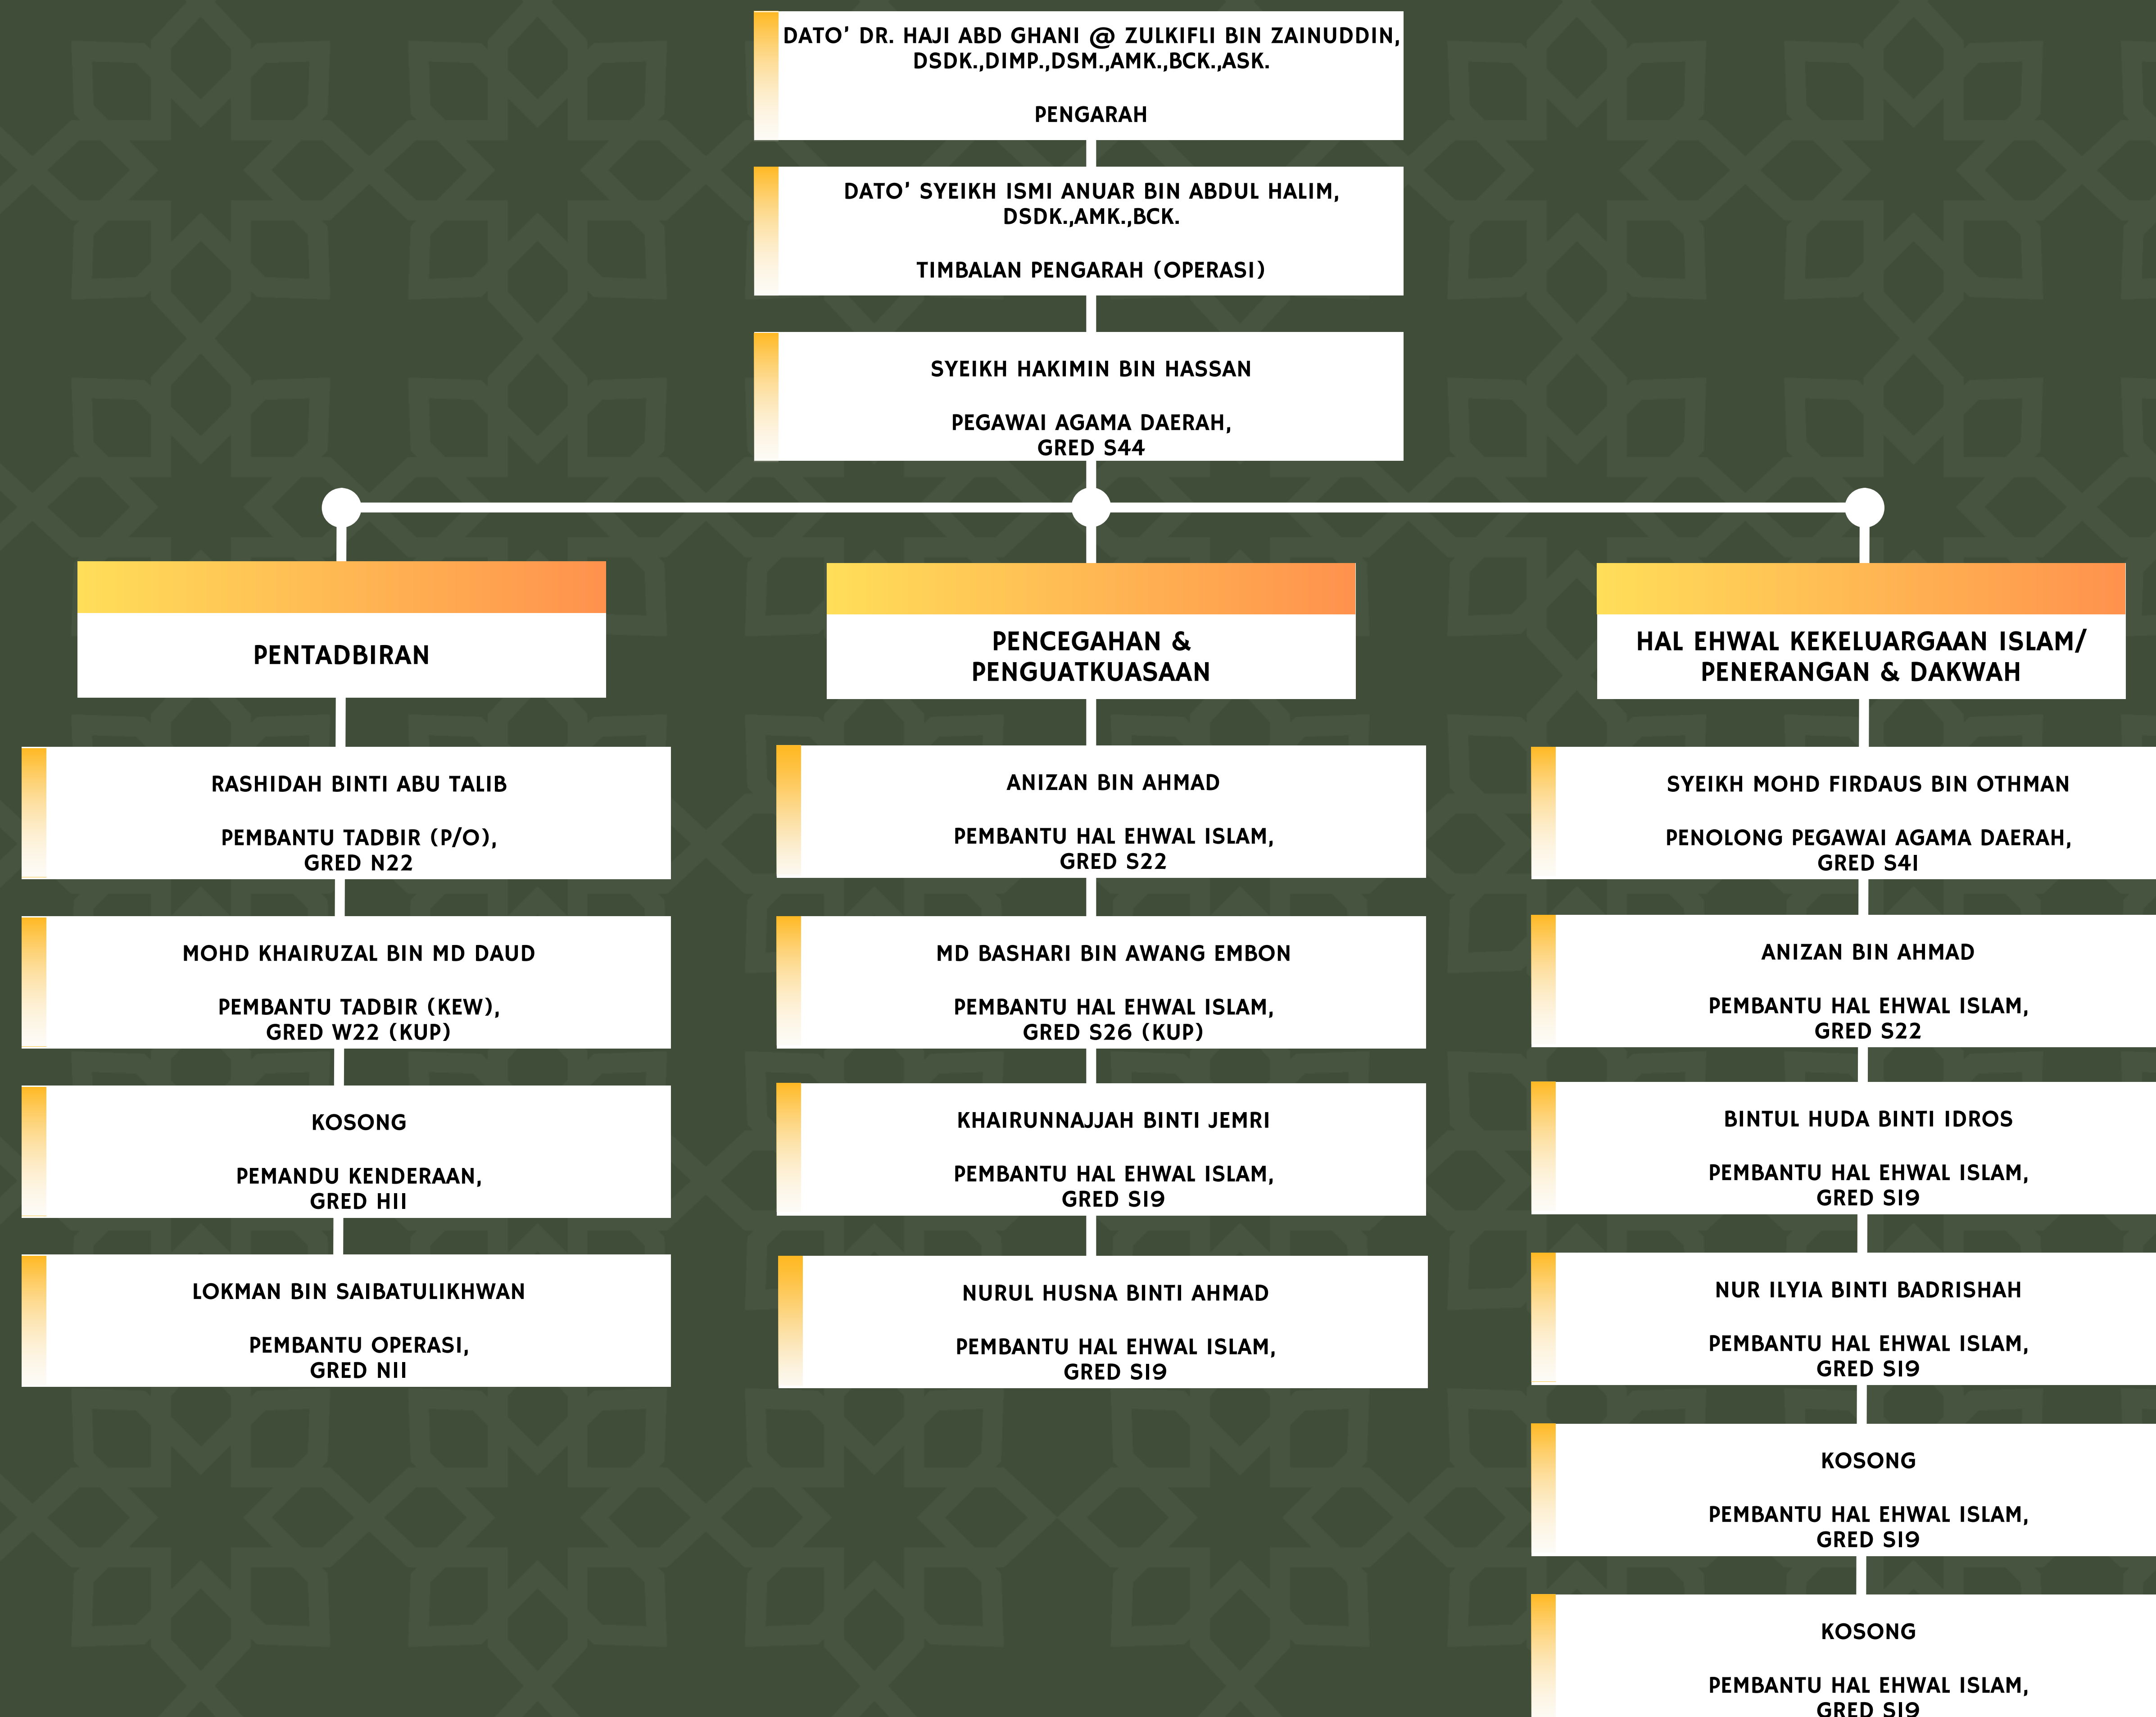 DATO' DR. HAJI ABD GHANI @ ZULKIFLI BIN ZAINUDDIN,
DSDK.,DIMP.,DSM.,AMK.,BCK.,ASK.
PENGARAH
DATO' SYEIKH ISMI ANUAR BIN ABDUL HALIM,
DSDK.,AMK.,BCK.
TIMBALAN PENGARAH (OPERASI)
SYEIKH HAKIMIN BIN HASSAN
PEGAWAI AGAMA DAERAH,
GRED S44
PENTADBIRAN
RASHIDAH BINTI ABU TALIB
PEMBANTU TADBIR (P/O),
GRED N22
MOHD KHAIRUZAL BIN MD DAUD
PEMBANTU TADBIR (KEW),
GRED W22 (KUP)
KOSONG
PEMANDU KENDERAAN,
GRED H11
LOKMAN BIN SAIBATULIKHWAN
PEMBANTU OPERASI,
GRED N11
PENCEGAHAN &
PENGUATKUASAAN
ANIZAN BIN AHMAD
PEMBANTU HAL EHWAL ISLAM,
GRED S22
MD BASHARI BIN AWANG EMBON
PEMBANTU HAL EHWAL ISLAM,
GRED S26 (KUP)
KHAIRUNNAJJAH BINTI JEMRI
PEMBANTU HAL EHWAL ISLAM,
GRED S19
NURUL HUSNA BINTI AHMAD
PEMBANTU HAL EHWAL ISLAM,
GRED S19
HAL EHWAL KEKELUARGAAN ISLAM/
PENERANGAN & DAKWAH
SYEIKH MOHD FIRDAUS BIN OTHMAN
PENOLONG PEGAWAI AGAMA DAERAH,
GRED S41
ANIZAN BIN AHMAD
PEMBANTU HAL EHWAL ISLAM,
GRED S22
BINTUL HUDA BINTI IDROS
PEMBANTU HAL EHWAL ISLAM,
GRED S19
NUR ILYIA BINTI BADRISHAH
PEMBANTU HAL EHWAL ISLAM,
GRED S19
KOSONG
PEMBANTU HAL EHWAL ISLAM,
GRED S19
KOSONG
PEMBANTU HAL EHWAL ISLAM,
GRED S19